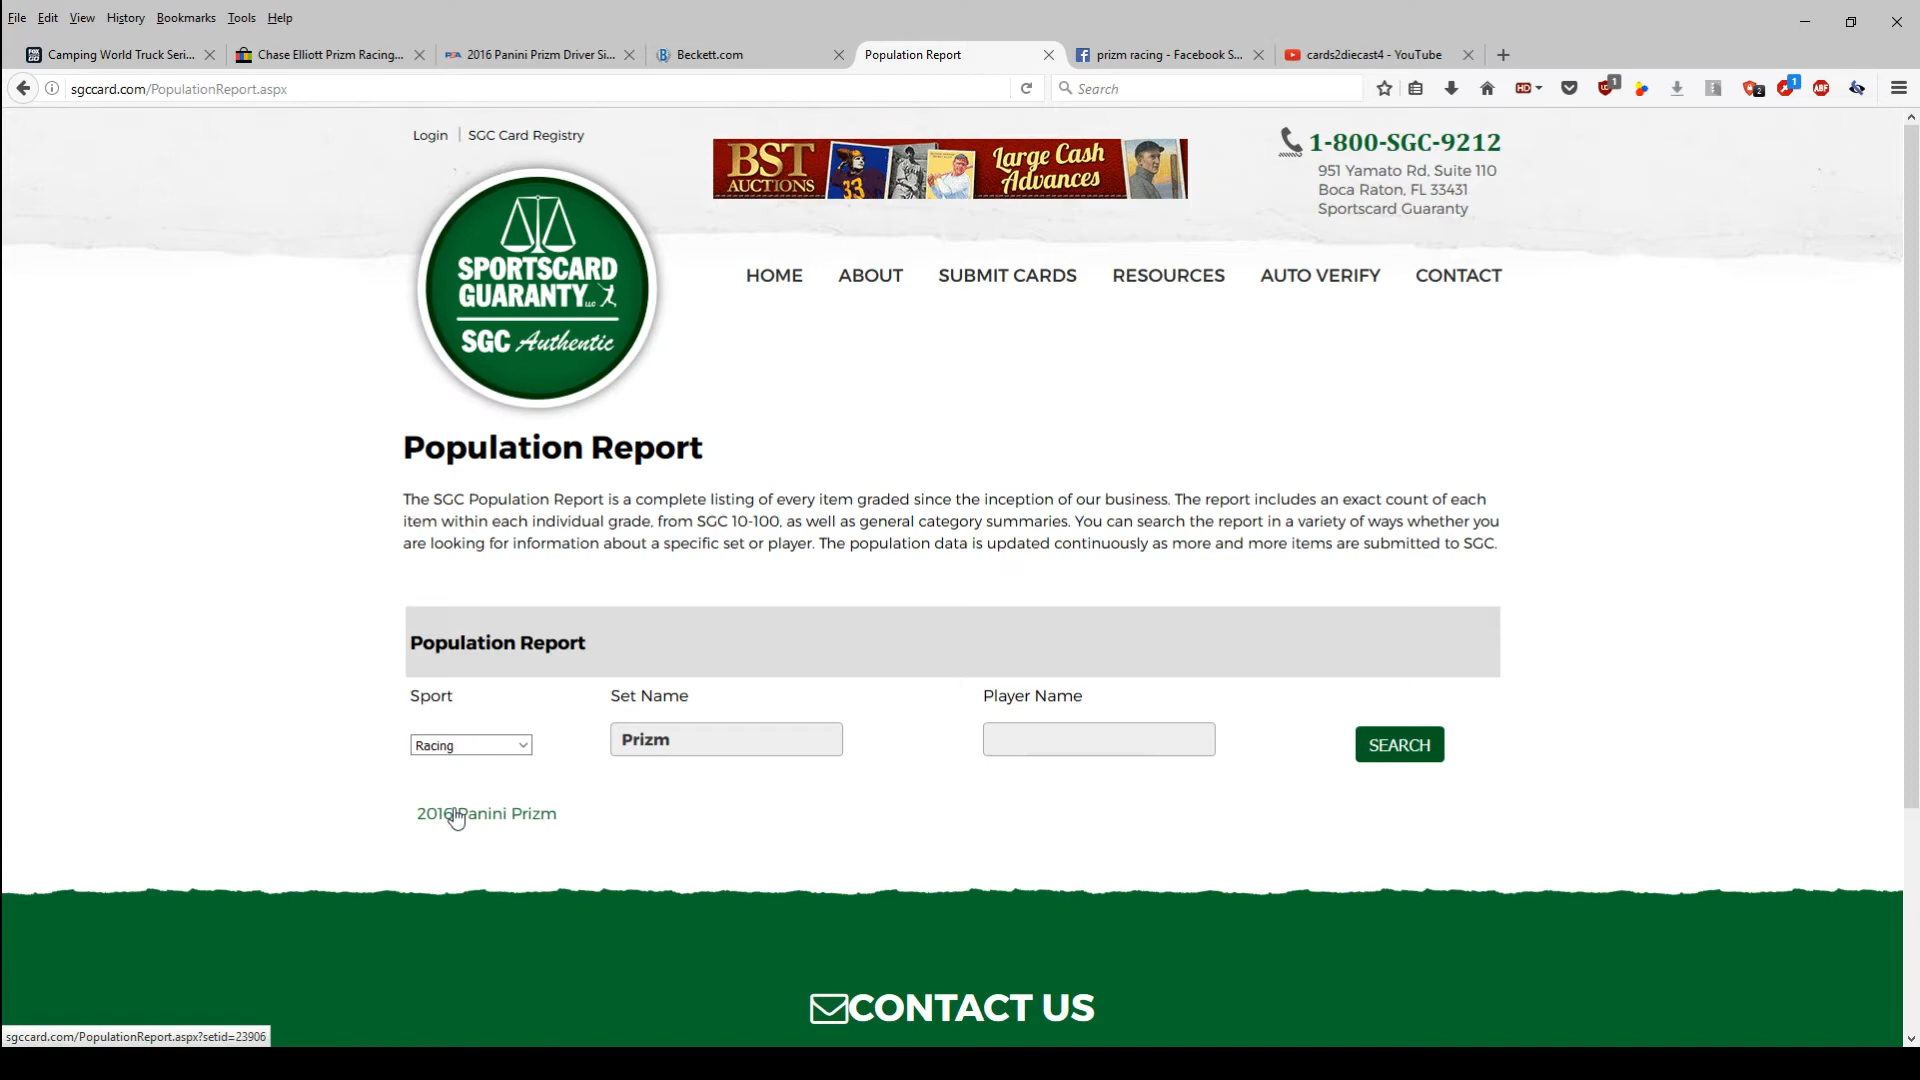 File Edit View History Bookmarks Tools Help
Camping World Truck Seri...
Chase Elliott Prizm Racing...
PSA 2016 Panini Prizm Driver Si...
Beckett.com
Population Report
prizm racing - Facebook S...
cards2diecast4 - YouTube
sgccard.com/PopulationReport.aspx
Search
HD
1
2
1
ABP
Login | SGC Card Registry
BST AUCTIONS
33
Large Cash Advances
1-800-SGC-9212
951 Yamato Rd, Suite 110
Boca Raton, FL 33431
Sportscard Guaranty
SPORTSCARD
GUARANTY LLC
SGC Authentic
HOME ABOUT SUBMIT CARDS RESOURCES AUTO VERIFY CONTACT
Population Report
The SGC Population Report is a complete listing of every item graded since the inception of our business. The report includes an exact count of each
item within each individual grade, from SGC 10-100, as well as general category summaries. You can search the report in a variety of ways whether you
are looking for information about a specific set or player. The population data is updated continuously as more and more items are submitted to SGC.
Population Report
Sport Set Name Player Name
Racing Prizm SEARCH
2016 Panini Prizm
CONTACT US
sgccard.com/PopulationReport.aspx?setid=23906